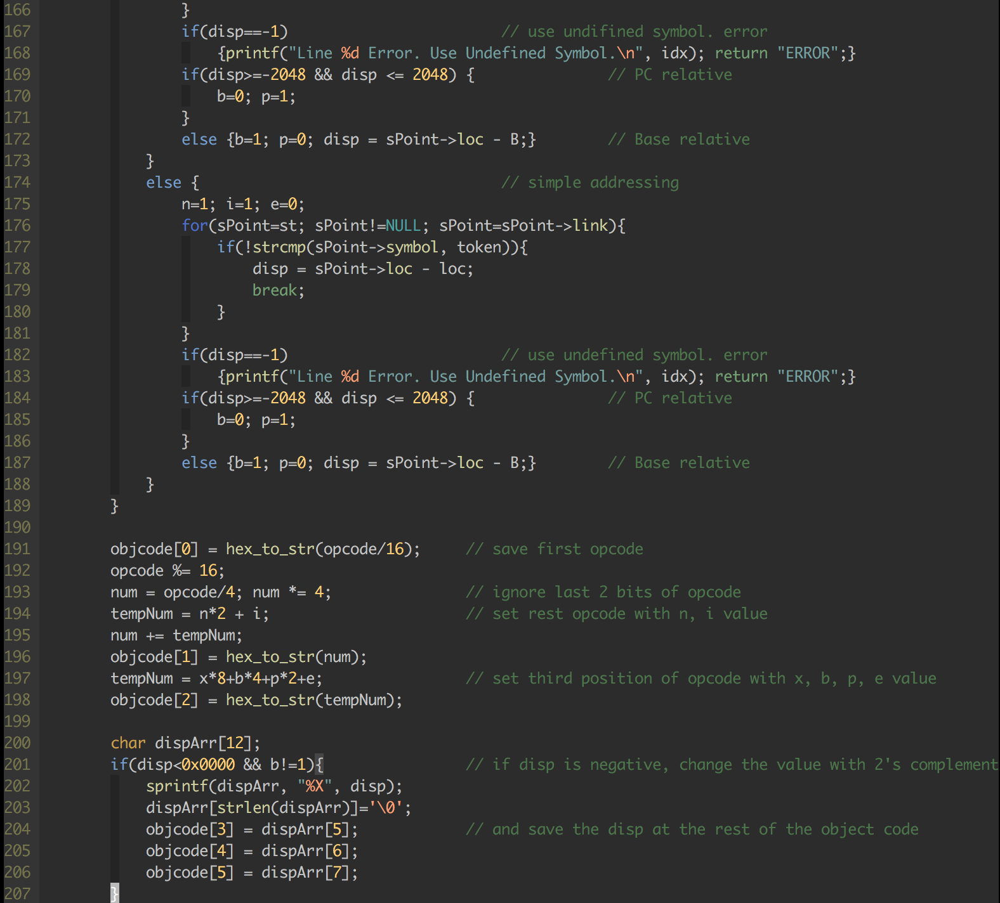 166                 }
167                 if(disp==-1)                        // use undifined symbol. error
168                     {printf("Line %d Error. Use Undefined Symbol.\n", idx); return "ERROR";}
169                 if(disp>=-2048 && disp <= 2048) {               // PC relative
170                     b=0; p=1;
171                 }
172                 else {b=1; p=0; disp = sPoint->loc - B;}        // Base relative
173             }
174             else {                                  // simple addressing
175                 n=1; i=1; e=0;
176                 for(sPoint=st; sPoint!=NULL; sPoint=sPoint->link){
177                     if(!strcmp(sPoint->symbol, token)){
178                         disp = sPoint->loc - loc;
179                         break;
180                     }
181                 }
182                 if(disp==-1)                        // use undefined symbol. error
183                     {printf("Line %d Error. Use Undefined Symbol.\n", idx); return "ERROR";}
184                 if(disp>=-2048 && disp <= 2048) {               // PC relative
185                     b=0; p=1;
186                 }
187                 else {b=1; p=0; disp = sPoint->loc - B;}        // Base relative
188             }
189         }
190
191         objcode[0] = hex_to_str(opcode/16);     // save first opcode
192         opcode %= 16;
193         num = opcode/4; num *= 4;               // ignore last 2 bits of opcode
194         tempNum = n*2 + i;                      // set rest opcode with n, i value
195         num += tempNum;
196         objcode[1] = hex_to_str(num);
197         tempNum = x*8+b*4+p*2+e;                // set third position of opcode with x, b, p, e value
198         objcode[2] = hex_to_str(tempNum);
199
200         char dispArr[12];
201         if(disp<0x0000 && b!=1){                // if disp is negative, change the value with 2's complement
202             sprintf(dispArr, "%X", disp);
203             dispArr[strlen(dispArr)]='\0';
204             objcode[3] = dispArr[5];            // and save the disp at the rest of the object code
205             objcode[4] = dispArr[6];
206             objcode[5] = dispArr[7];
207         }